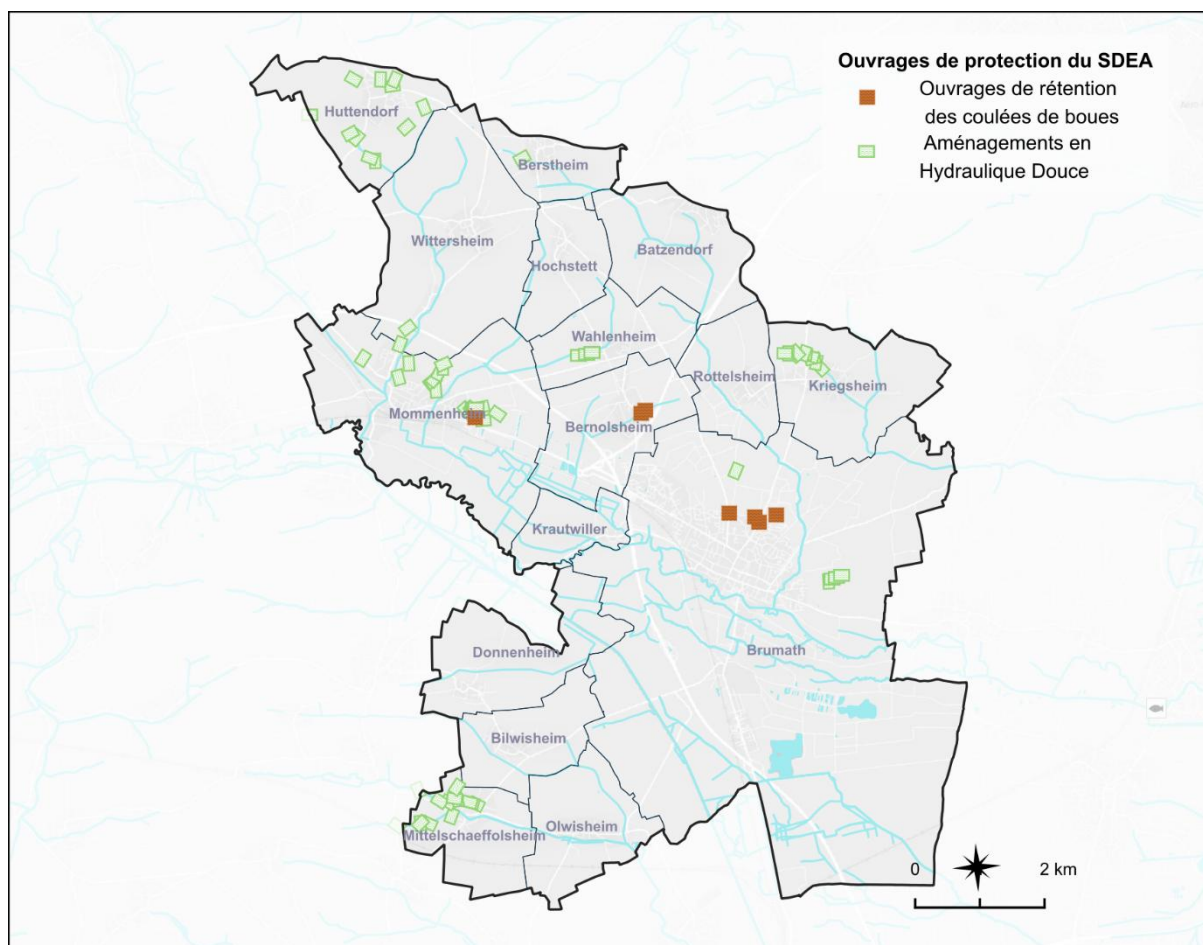 Ouvrages de protection du SDEA
Ouvrages de rétention
des coulées de boues
Aménagements en
Hydraulique Douce
Huttendorf
Berstheim
Wittersheim
Hochstett
Batzendorf
Wahlenheim
Rottelsheim
Kriegsheim
Mommenheim
Bernolsheim
Krautwiller
Donnenheim
Brumath
Bilwisheim
Olwisheim
Mittelschaeffolsheim
0 2 km